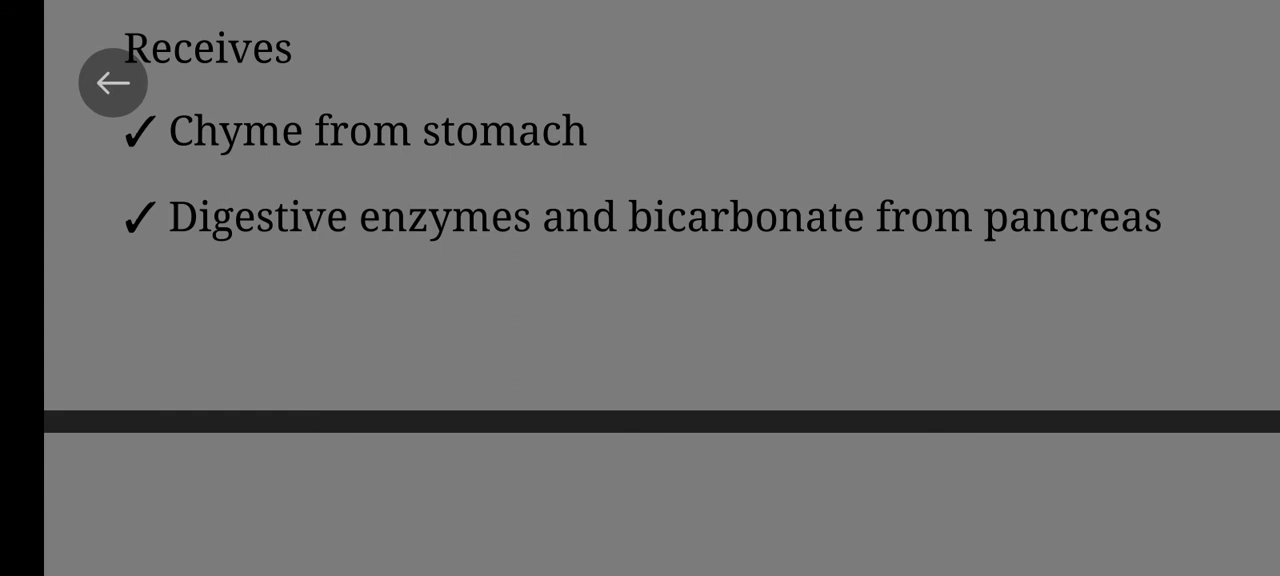 Receives
✓ Chyme from stomach
✓ Digestive enzymes and bicarbonate from pancreas